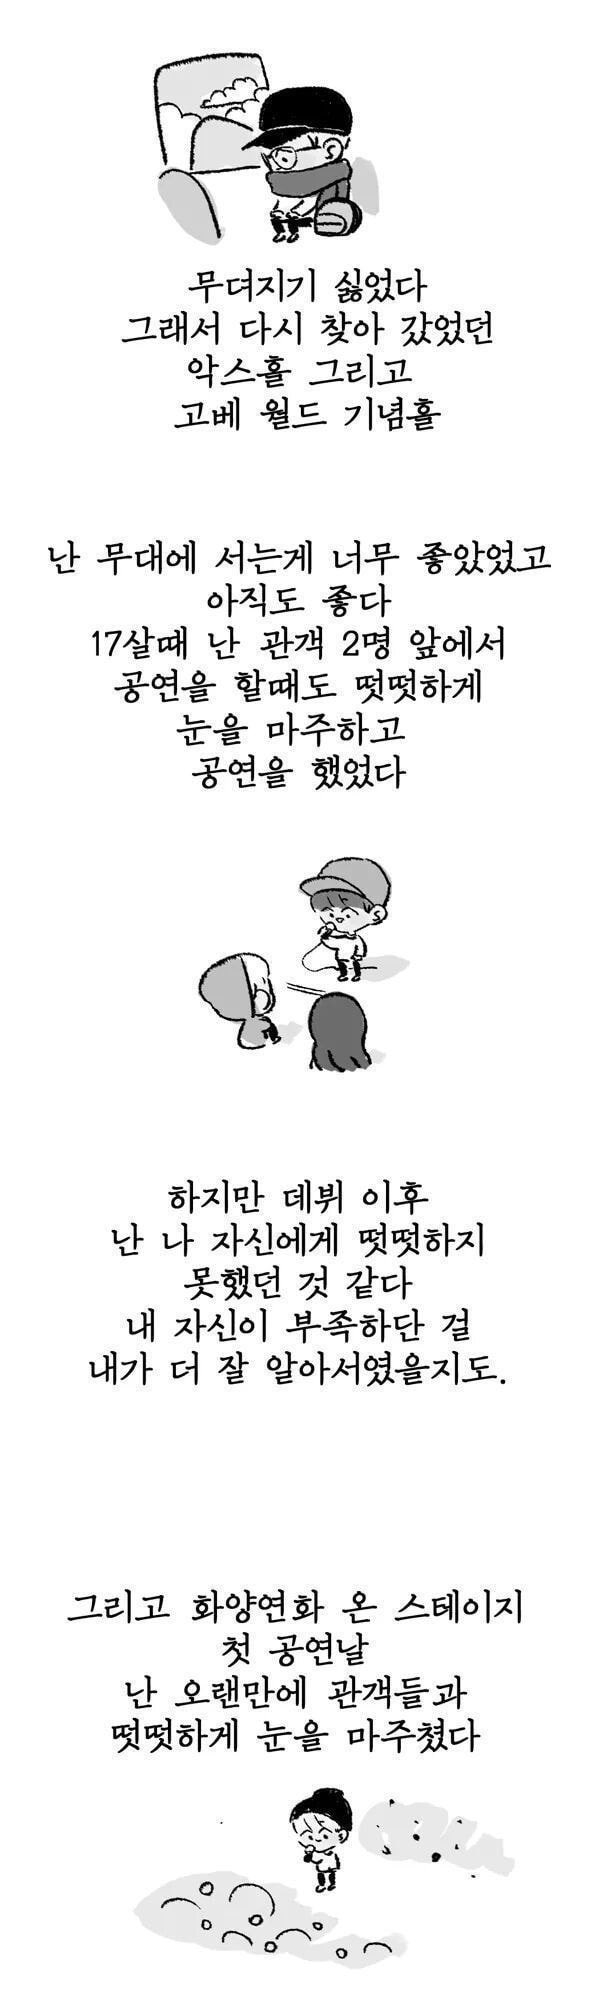 무뎌지기 싫었다
그래서 다시 찾아 갔었던
악스홀 그리고
고베 월드 기념홀
난 무대에 서는게 너무 좋았었고
아직도 좋다
17살때 난 관객 2명 앞에서
공연을 할때도 떳떳하게
눈을 마주하고
공연을 했었다
하지만 데뷔 이후
난 나 자신에게 떳떳하지
못했던 것 같다
내 자신이 부족하단 걸
내가 더 잘 알아서였을지도.
그리고 화양연화 온 스테이지
첫 공연날
난 오랜만에 관객들과
떳떳하게 눈을 마주쳤다